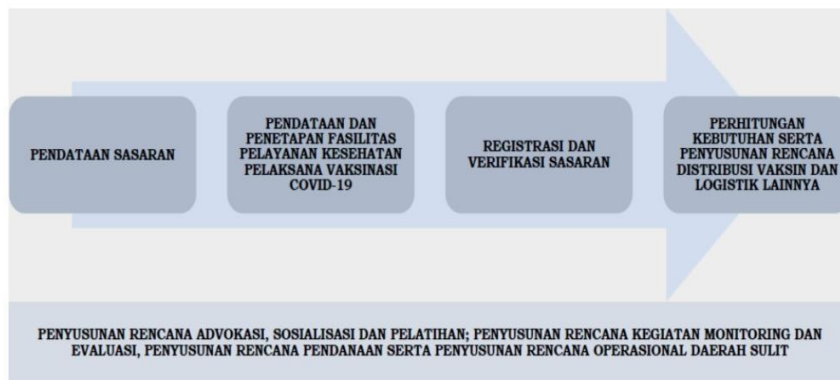 PENDATAAN SASARAN
PENDATAAN DAN
PENETAPAN FASILITAS
PELAYANAN KESEHATAN
PELAKSANA VAKSINASI
COVID-19
REGISTRASI DAN
VERIFIKASI SASARAN
PERHITUNGAN
KEBUTUHAN SERTA
PENYUSUNAN RENCANA
DISTRIBUSI VAKSIN DAN
LOGISTIK LAINNYA
PENYUSUNAN RENCANA ADVOKASI, SOSIALISASI DAN PELATIHAN; PENYUSUNAN RENCANA KEGIATAN MONITORING DAN
EVALUASI, PENYUSUNAN RENCANA PENDANAAN SERTA PENYUSUNAN RENCANA OPERASIONAL DAERAH SULIT